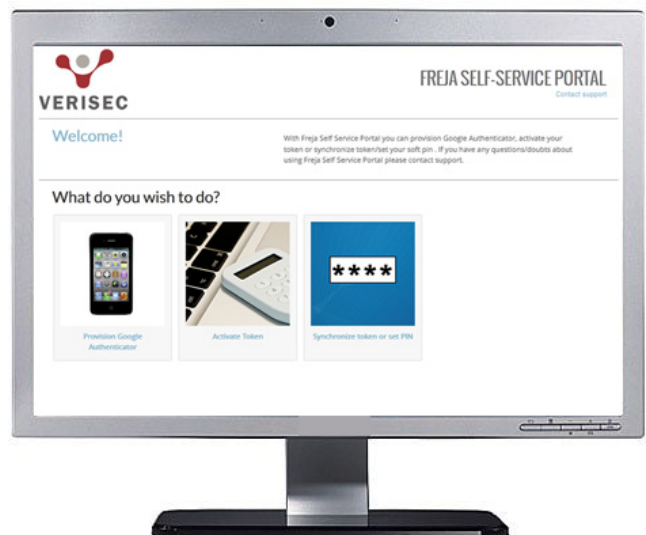 VERISEC
FREJA SELF-SERVICE PORTAL
Contact support
Welcome!
With Freja Self Service Portal you can provision Google Authenticator, activate your
token or synchronize token/set your soft pin . If you have any questions/doubts about
using Freja Self Service Portal please contact support.
What do you wish to do?
****
Provision Google
Authenticator
Activate Token
Synchronize token or set PIN